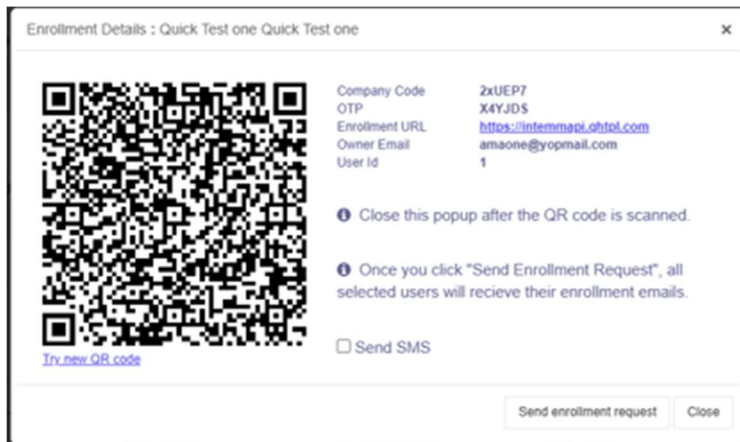 Enrollment Details : Quick Test one Quick Test one
×
Company Code 2xUEP7
OTP X4YJDS
Enrollment URL https://intemmapi.qhtpl.com
Owner Email amaone@yopmail.com
User Id 1
Close this popup after the QR code is scanned.
Once you click "Send Enrollment Request", all
selected users will recieve their enrollment emails.
Try new QR code
Send SMS
Send enrollment request
Close